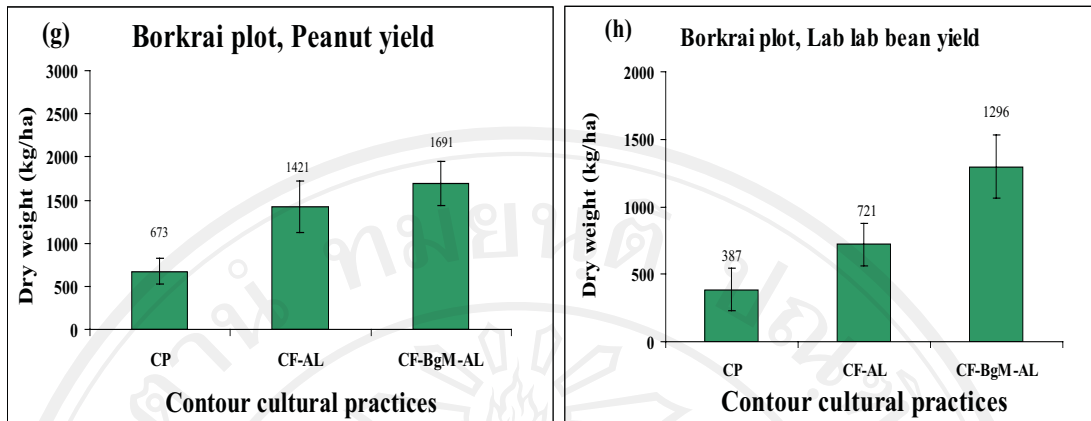 (g) Borkrai plot, Peanut yield
Dry weight (kg/ha)
3000
2500
2000
1500
1000
500
0
673
1421
1691
CP CF-AL CF-BgM-AL
Contour cultural practices
(h) Borkrai plot, Lab lab bean yield
Dry weight (kg/ha)
2000
1500
1000
500
0
387
721
1296
CP CF-AL CF-BgM-AL
Contour cultural practices